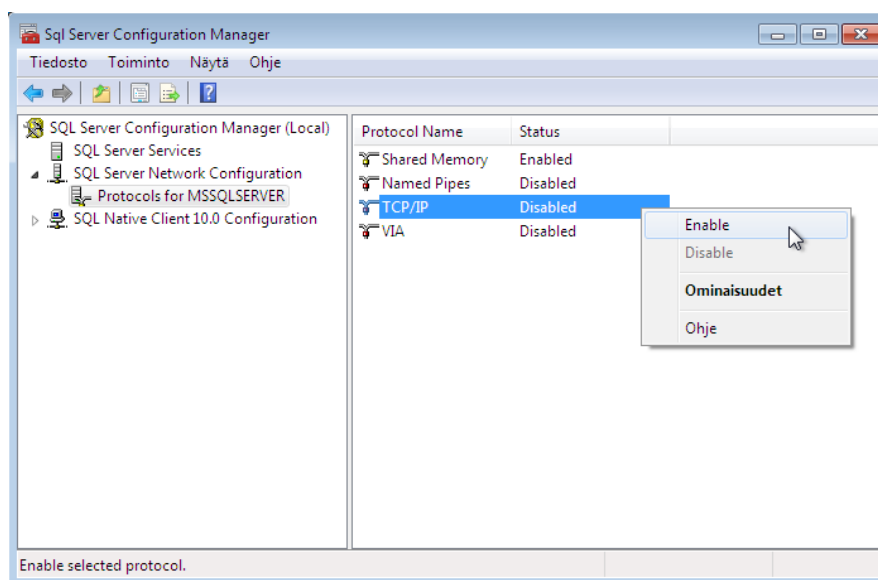 Sql Server Configuration Manager
Tiedosto Toiminto Näytä Ohje
SQL Server Configuration Manager (Local)
SQL Server Services
SQL Server Network Configuration
Protocols for MSSQLSERVER
SQL Native Client 10.0 Configuration
Protocol Name Status
Shared Memory Enabled
Named Pipes Disabled
TCP/IP Disabled
VIA Disabled
Enable
Disable
Ominaisuudet
Ohje
Enable selected protocol.